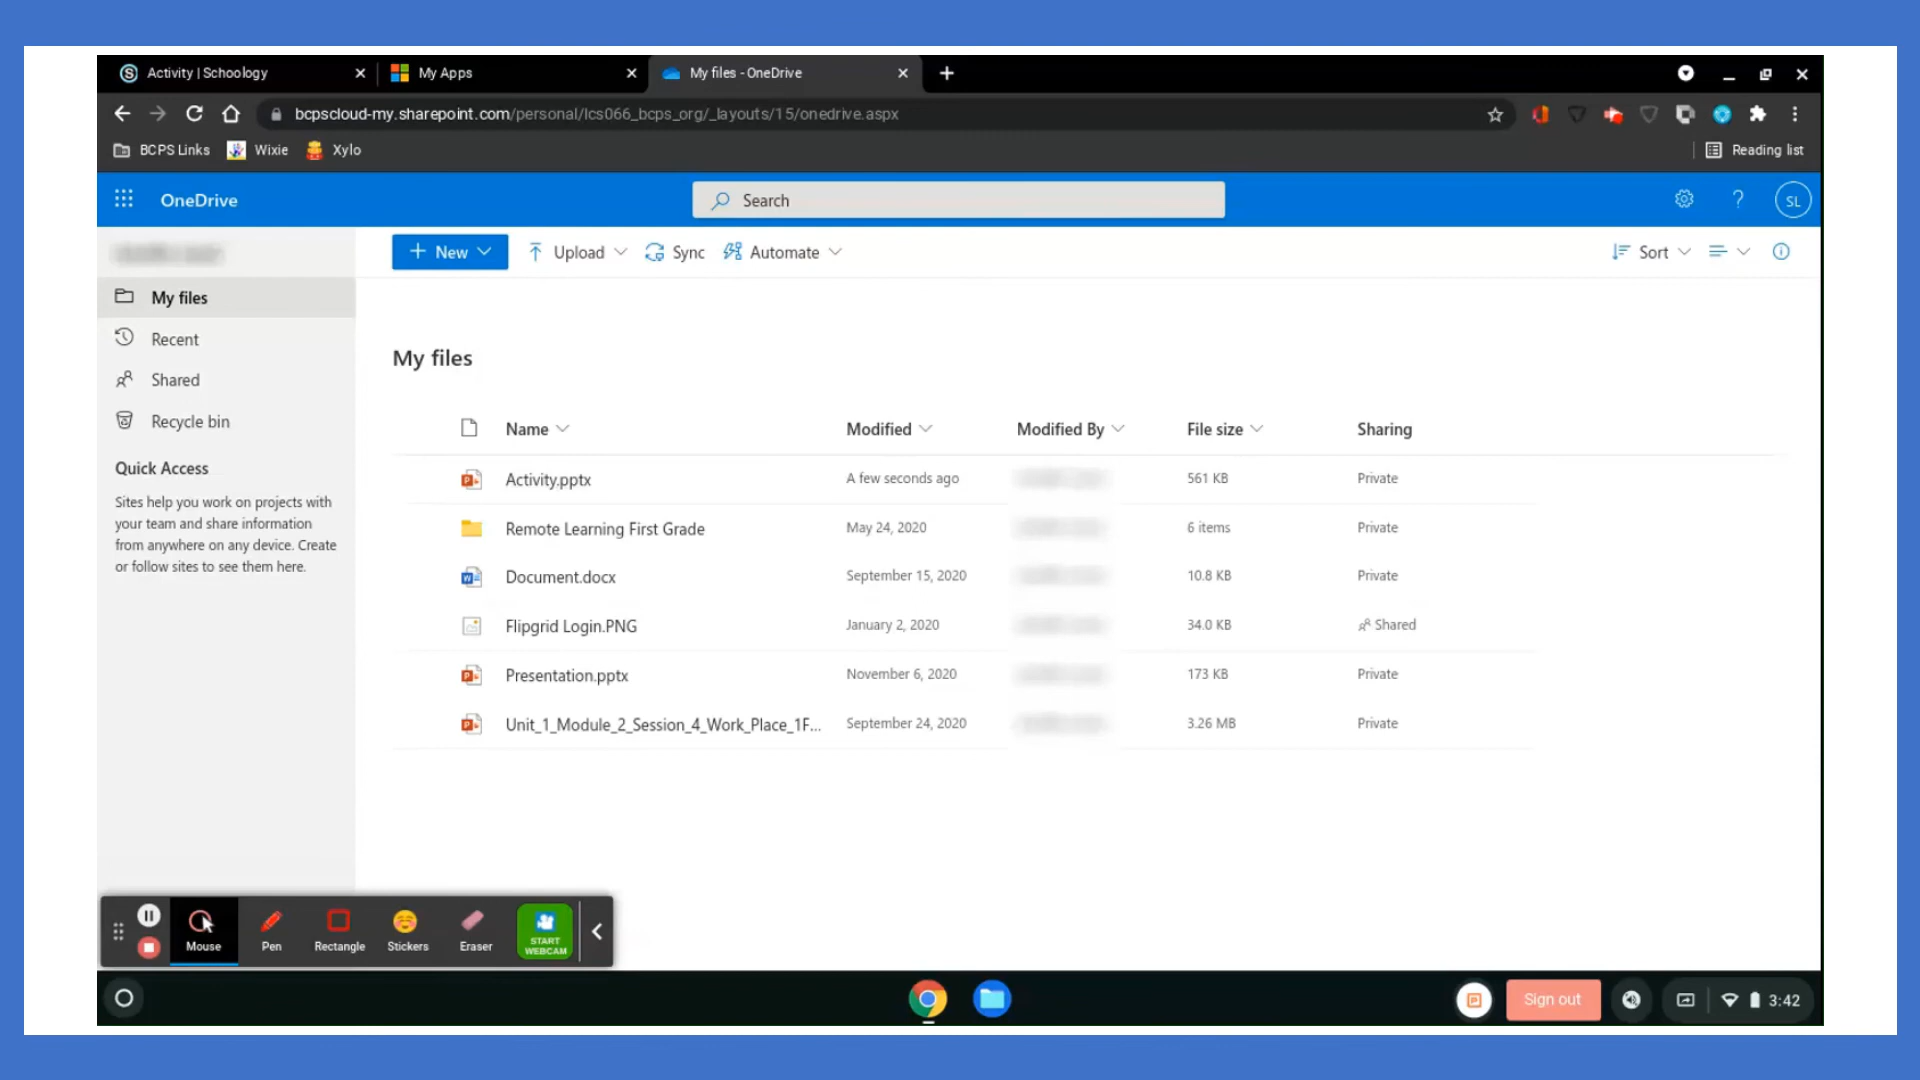 Activity | Schoology
My Apps
My files - OneDrive
bcpscloud-my.sharepoint.com/personal/lcs066_bcps_org/_layouts/15/onedrive.aspx
BCPS Links
Wixie
Xylo
Reading list
OneDrive
Search
SL
New
Upload
Sync
Automate
Sort
My files
Recent
Shared
Recycle bin
Quick Access
Sites help you work on projects with
your team and share information
from anywhere on any device. Create
or follow sites to see them here.
My files
Name Modified Modified By File size Sharing
Activity.pptx A few seconds ago 561 KB Private
Remote Learning First Grade May 24, 2020 6 items Private
Document.docx September 15, 2020 10.8 KB Private
Flipgrid Login.PNG January 2, 2020 34.0 KB Shared
Presentation.pptx November 6, 2020 173 KB Private
Unit_1_Module_2_Session_4_Work_Place_1F... September 24, 2020 3.26 MB Private
Mouse
Pen
Rectangle
Stickers
Eraser
START
WEBCAM
Sign out
3:42